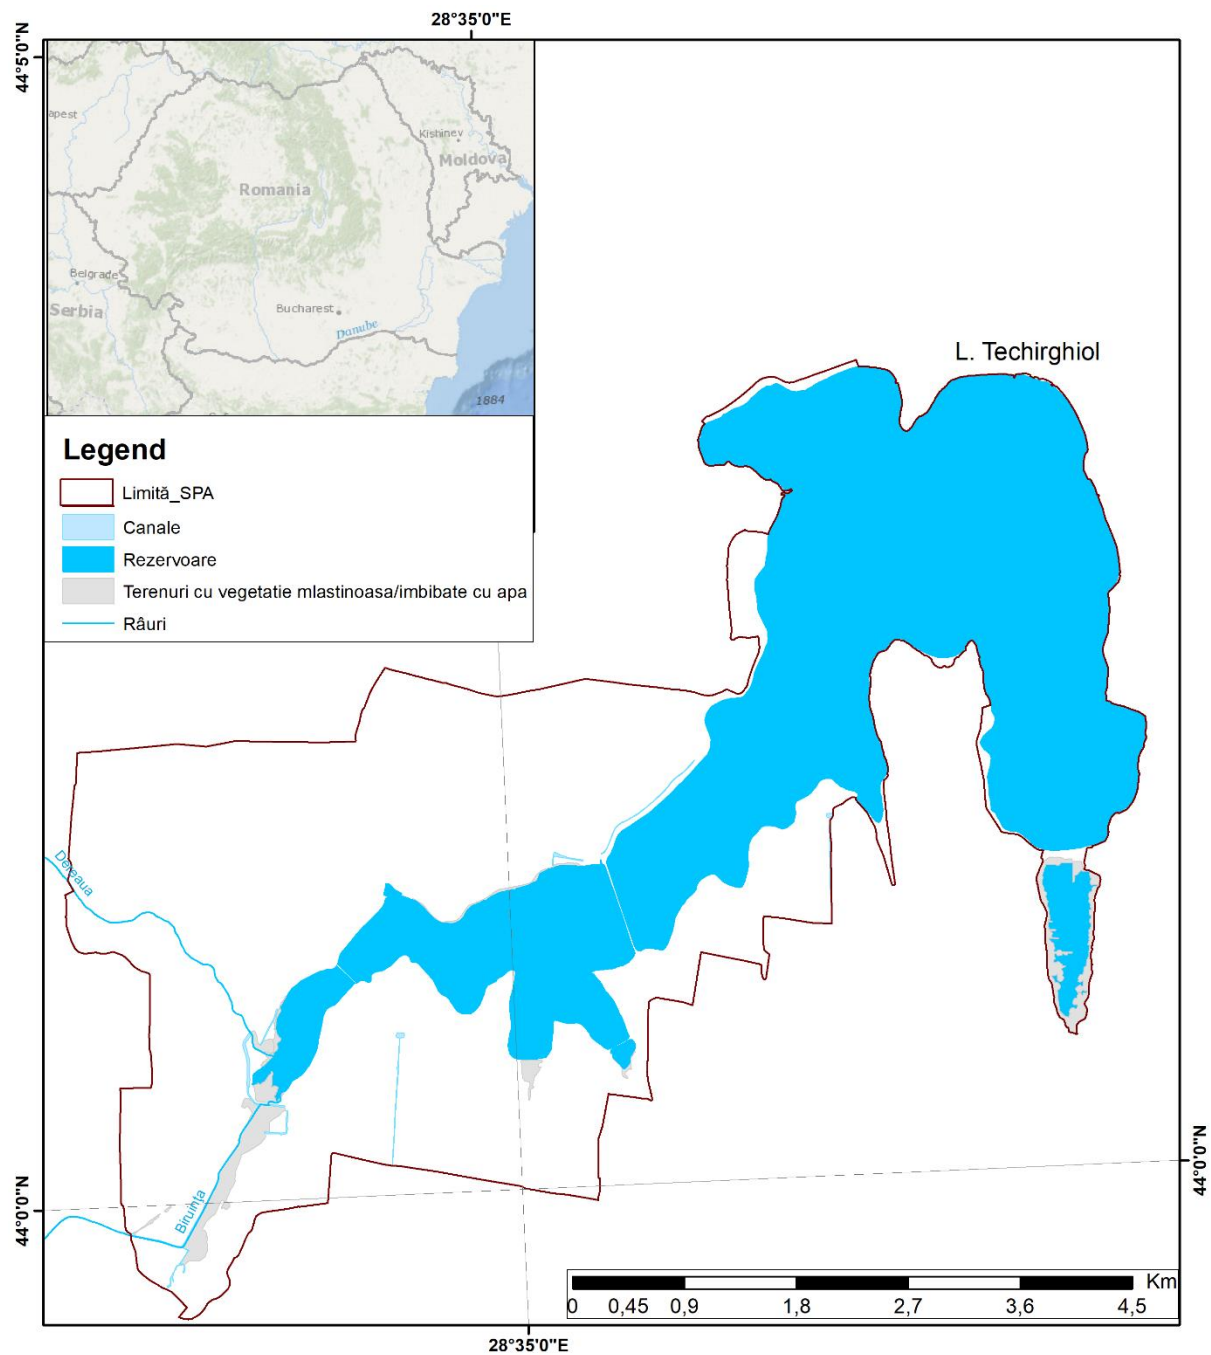 28°35'0"E
44°5'0"N
apest
Kishinev
Moldova
Romania
Belgrade
Serbia
Bucharest
Danube
1884
L. Techirghiol
Legend
Limită_SPA
Canale
Rezervoare
Terenuri cu vegetatie mlastinoasa/imbibate cu apa
Râuri
Dereaua
Biruința
44°0'0"N
44°0'0"N
Km
0 0,45 0,9 1,8 2,7 3,6 4,5
28°35'0"E